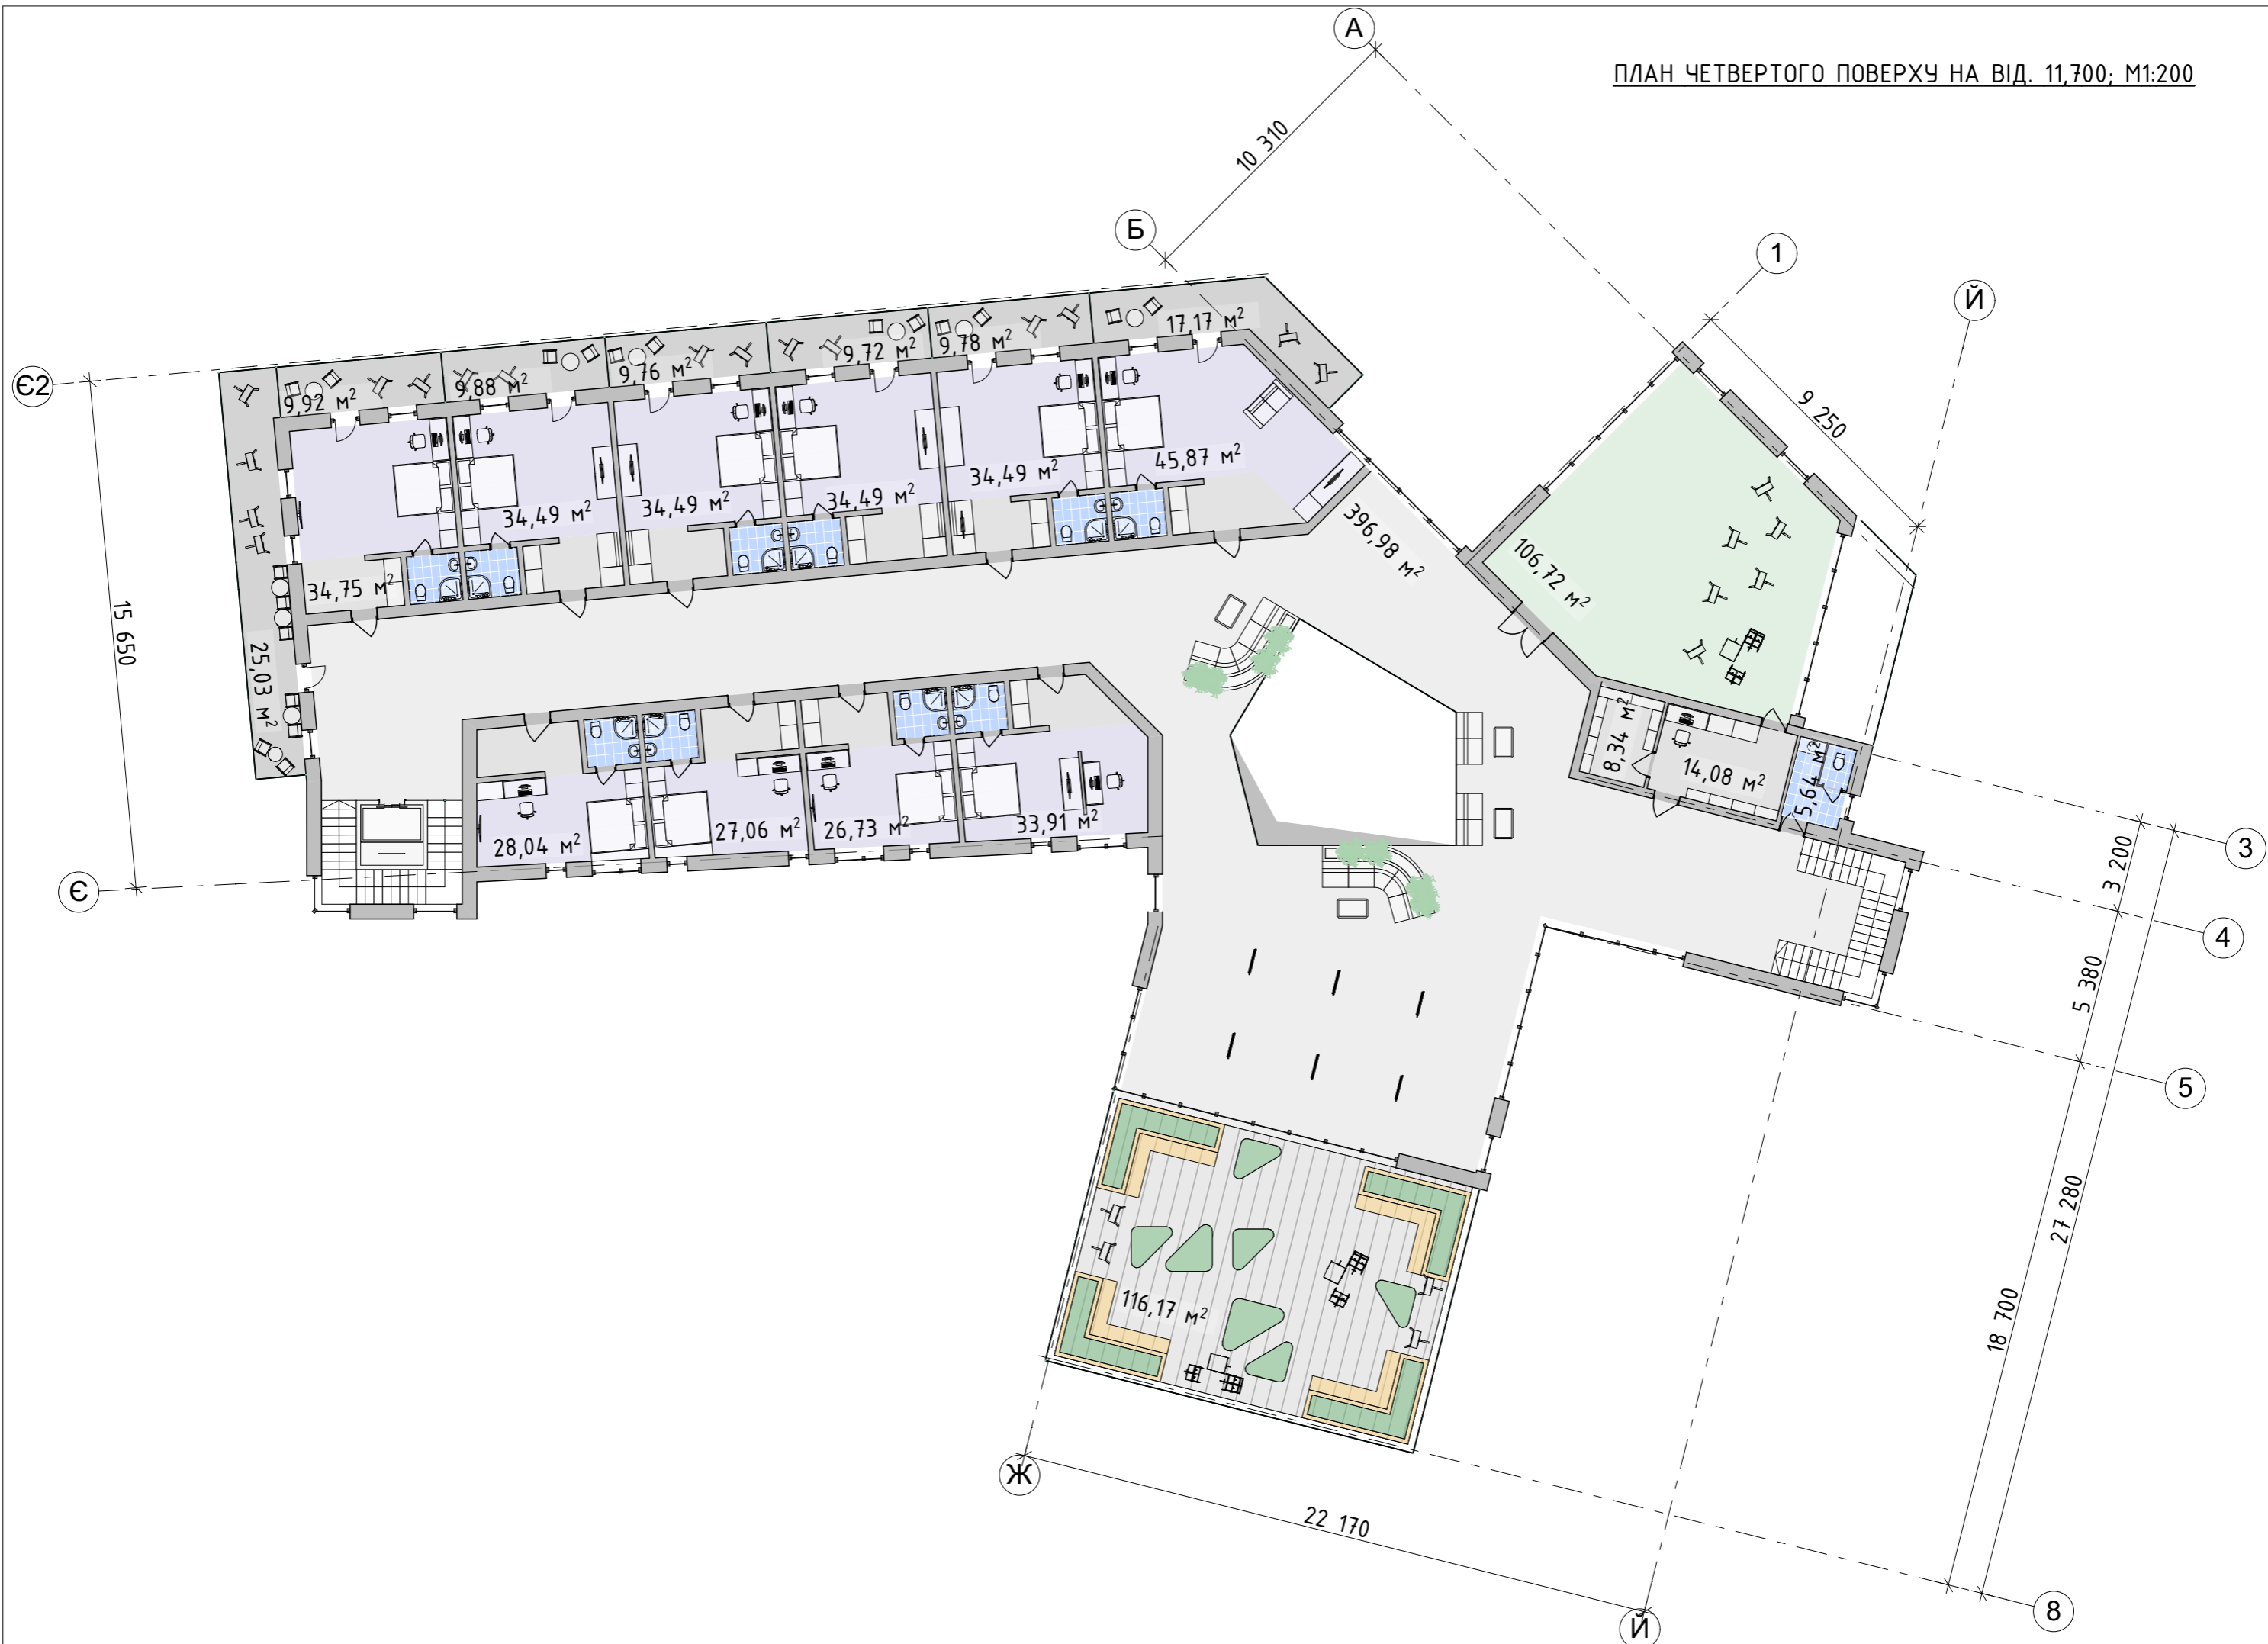 А
ПЛАН ЧЕТВЕРТОГО ПОВЕРХУ НА ВІД. 11,700; М1:200
10 310
Б
1
Й
9 250
Є2
9,92 м²
9,88 м²
9,76 м²
9,72 м²
9,78 м²
17,17 м²
34,75 м²
34,49 м²
34,49 м²
34,49 м²
34,49 м²
45,87 м²
396,98 м²
106,72 м²
15 650
25,03 м²
8,34 м²
14,08 м²
5,64 м²
28,04 м²
27,06 м²
26,73 м²
33,91 м²
Є
3
3 200
4
5 380
5
27 280
18 700
116,17 м²
Ж
22 170
Й
8